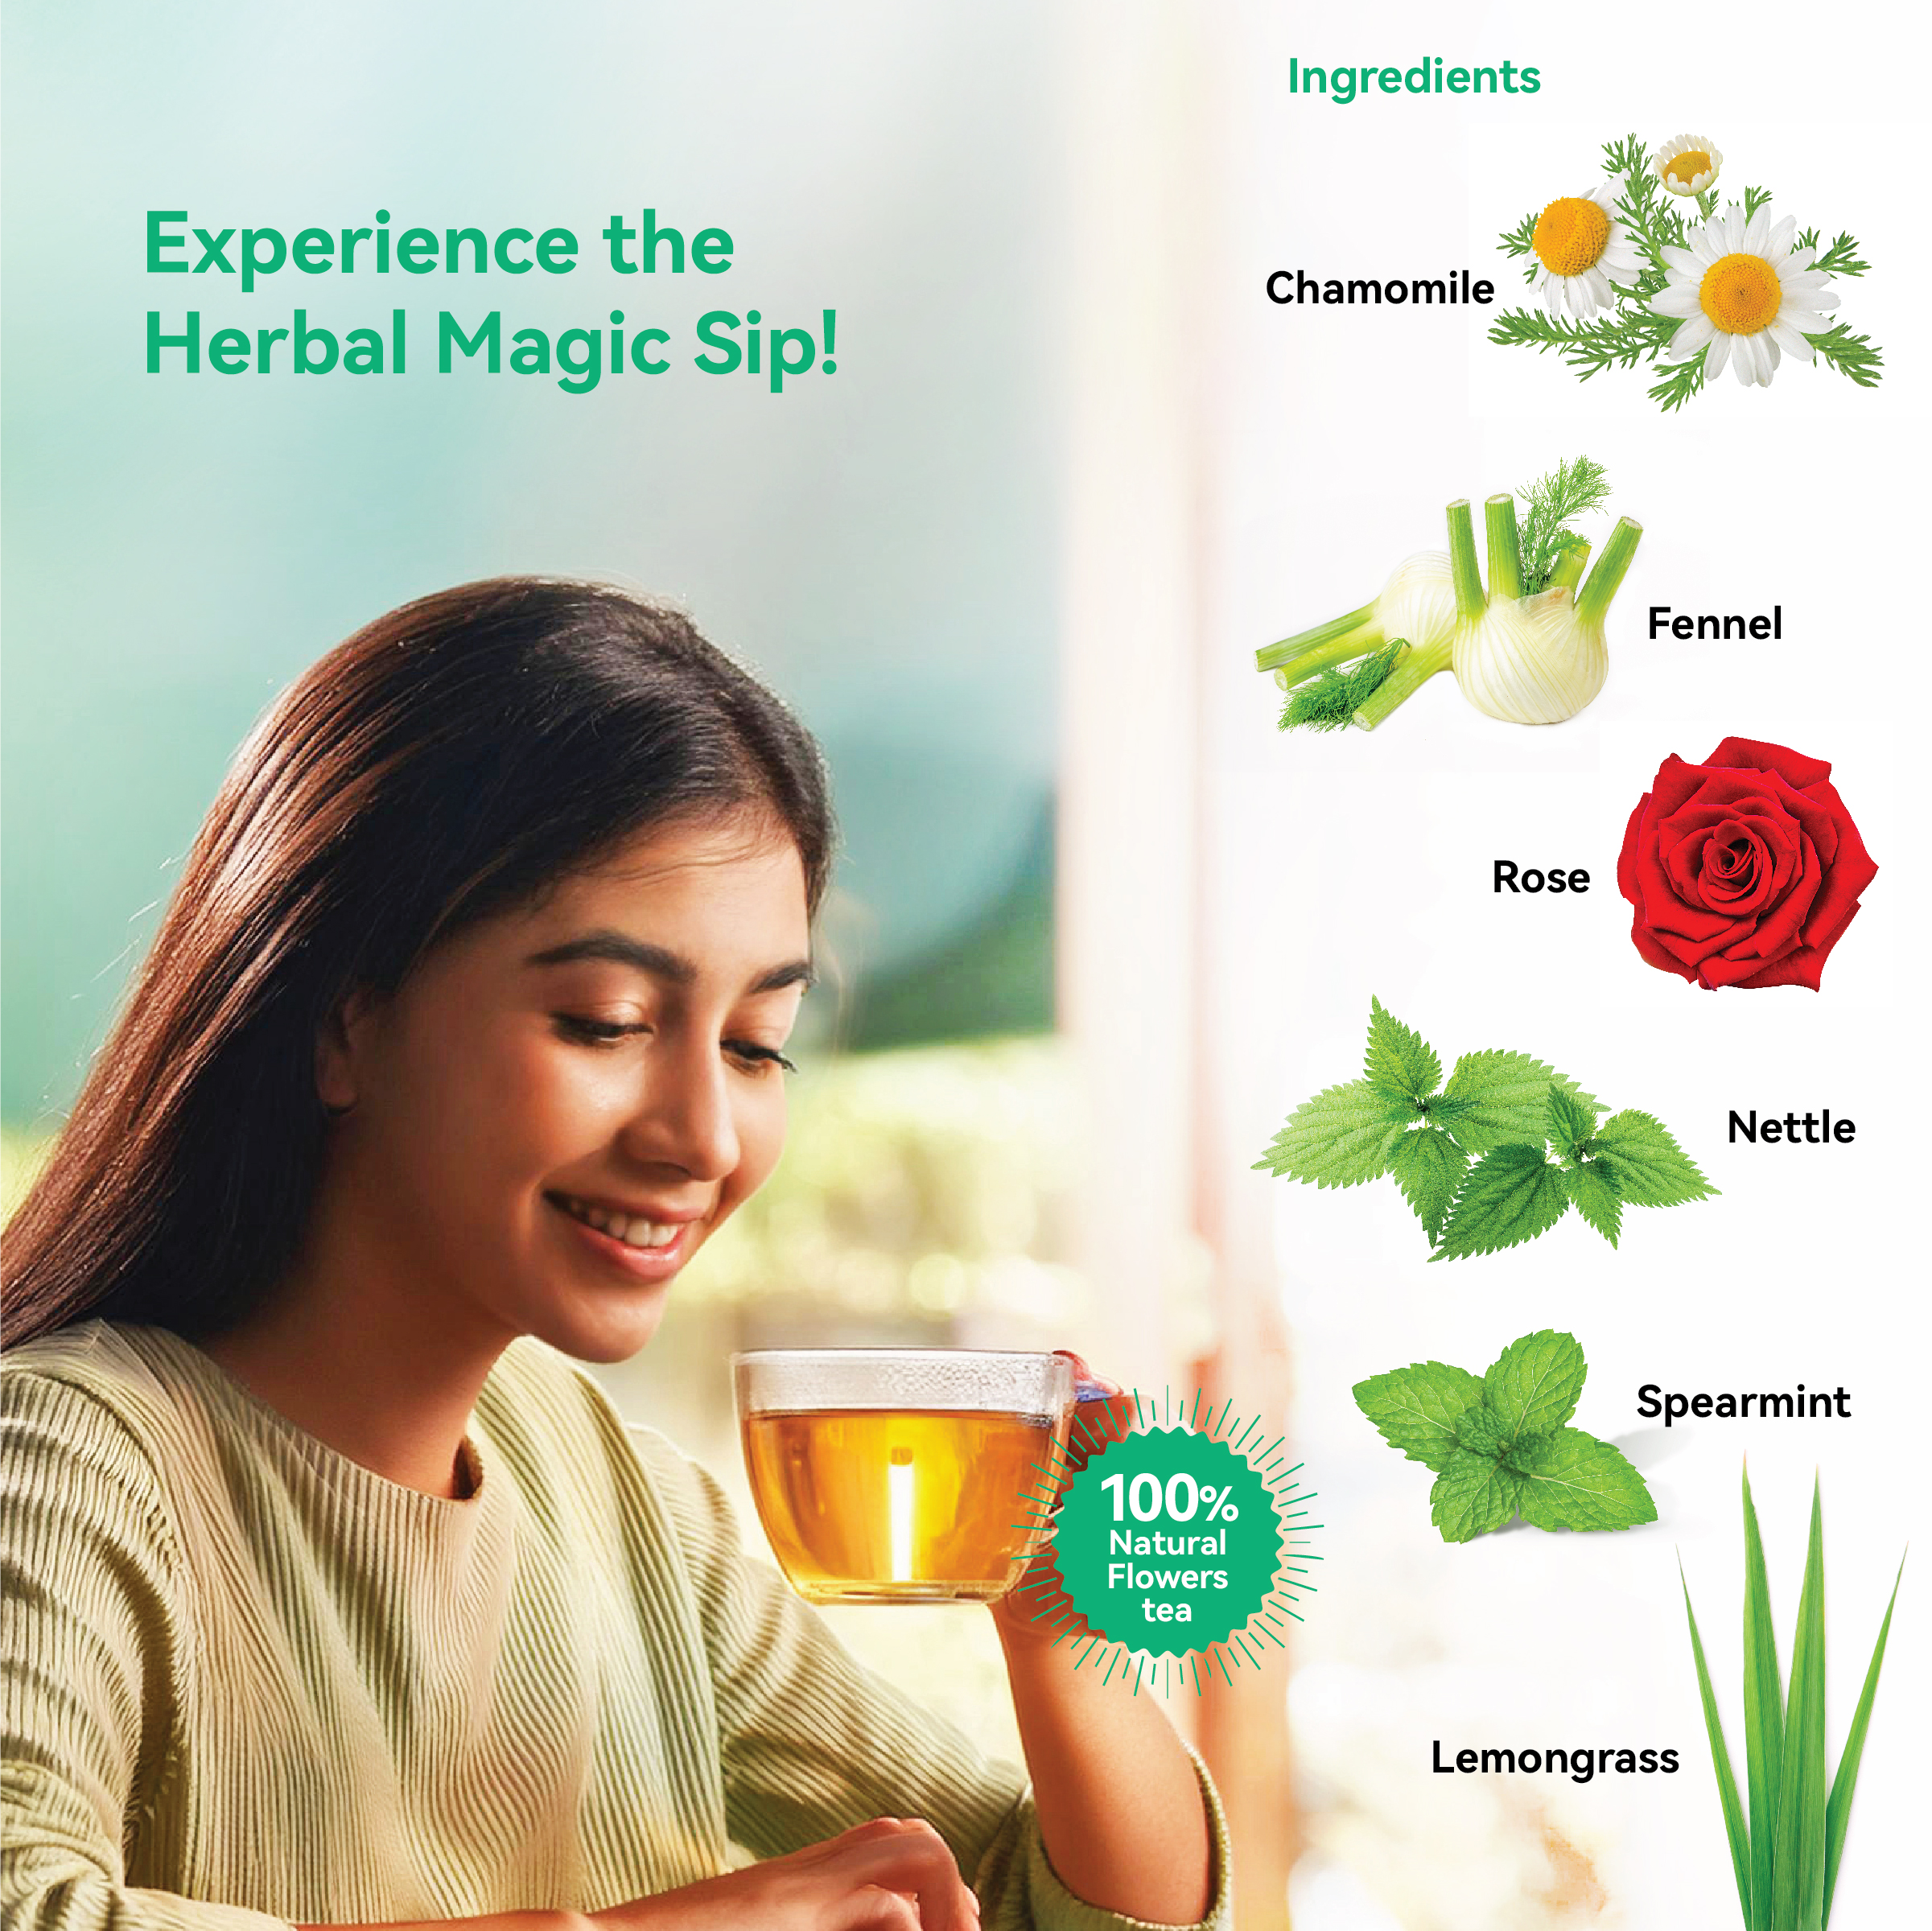 Experience the
Herbal Magic Sip!
Ingredients
Chamomile
Fennel
Rose
Nettle
Spearmint
Lemongrass
100%
Natural
Flowers
tea